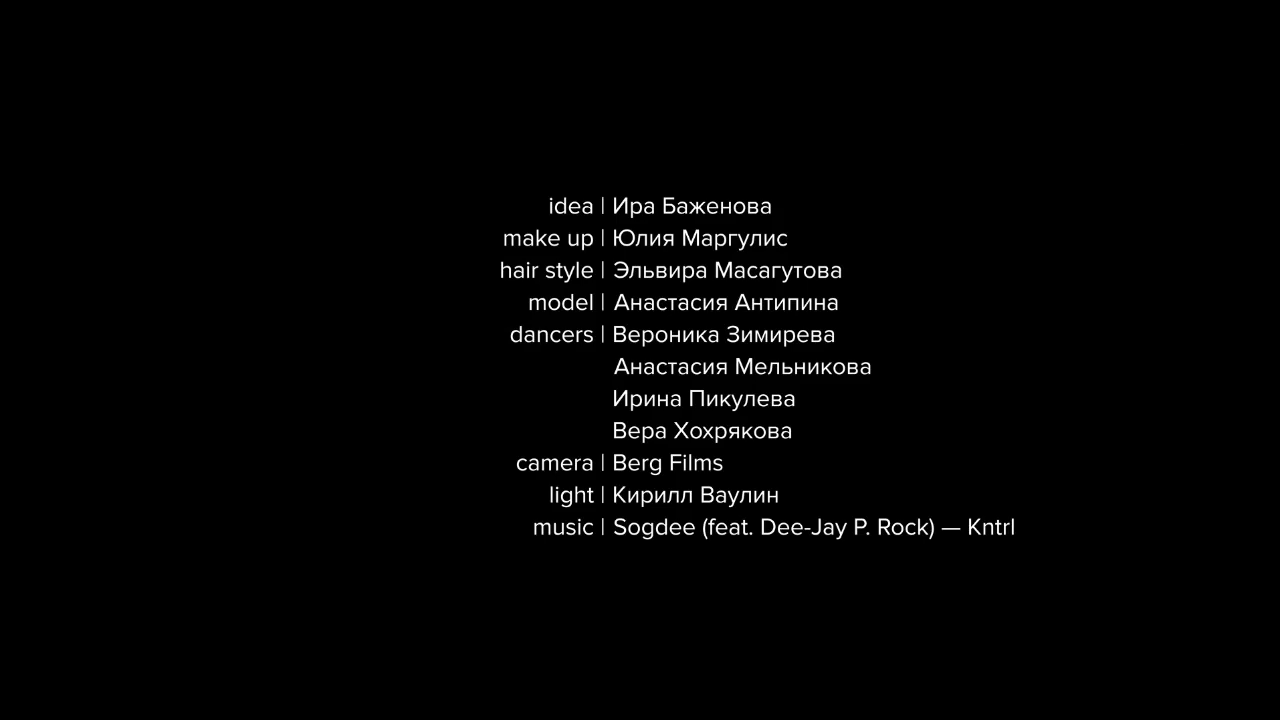 idea | Ира Баженова
make up | Юлия Маргулис
hair style | Эльвира Масагутова
model | Анастасия Антипина
dancers | Вероника Зимирева
Анастасия Мельникова
Ирина Пикулева
Вера Хохрякова
camera | Berg Films
light | Кирилл Ваулин
music | Sogdee (feat. Dee-Jay P. Rock) — Kntrl